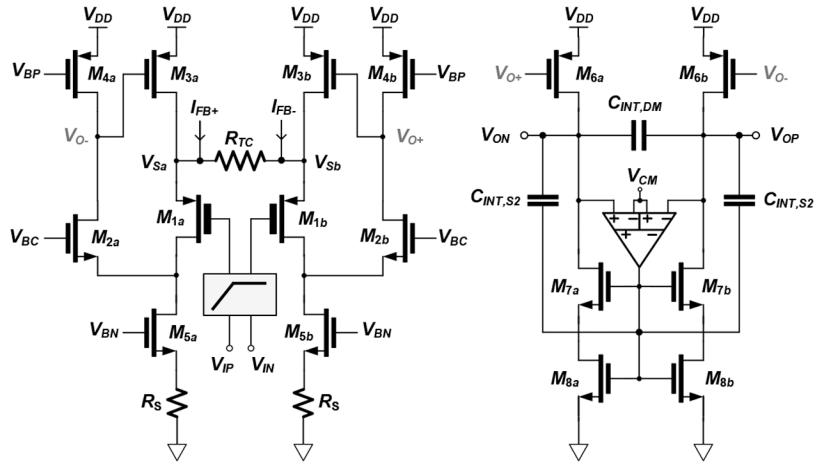 VDD VDD VDD VDD VDD VDD
VBP M4a M3a M3b M4b VBP VO+ M6a M6b VO-
IFB+ IFB- CINT,DM
VO- RTC VO+ VON VOP
VSa VSb VCM
CINT,S2 CINT,S2
M1a M1b
+ - + -
VBC M2a M2b VBC + -
M7a M7b
VBN M5a M5b VBN
VIP VIN
M8a M8b
RS RS